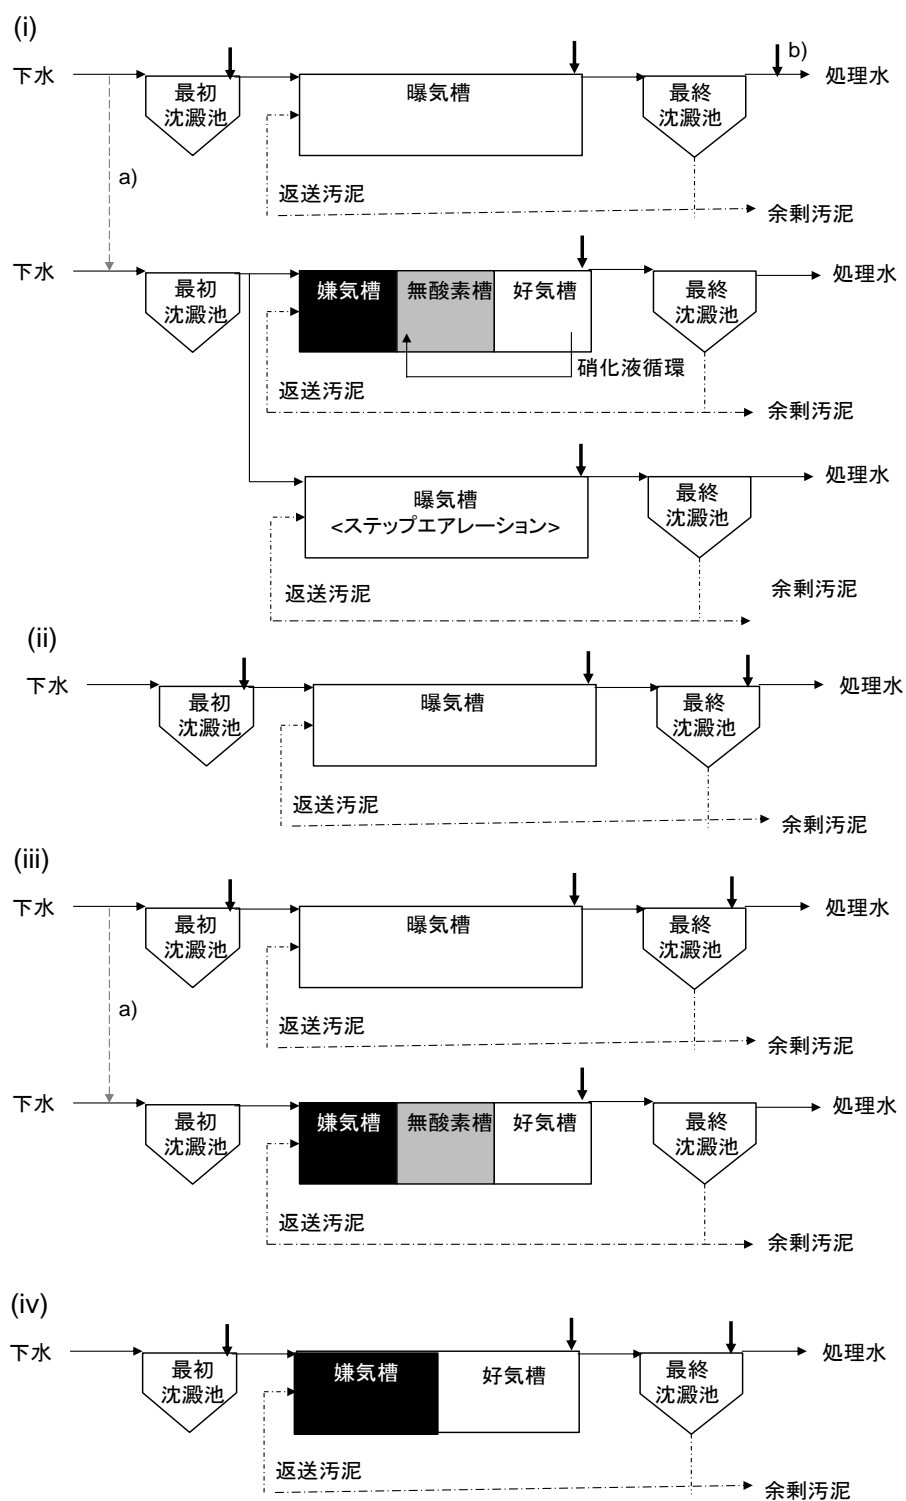 (i)
b)
下水
最初
沈澱池
曝気槽
最終
沈澱池
処理水
a)
返送汚泥
余剰汚泥
下水
最初
沈澱池
嫌気槽
無酸素槽
好気槽
最終
沈澱池
処理水
硝化液循環
返送汚泥
余剰汚泥
曝気槽
<ステップエアレーション>
最終
沈澱池
処理水
返送汚泥
余剰汚泥
(ii)
下水
最初
沈澱池
曝気槽
最終
沈澱池
処理水
返送汚泥
余剰汚泥
(iii)
下水
最初
沈澱池
曝気槽
最終
沈澱池
処理水
a)
返送汚泥
余剰汚泥
下水
最初
沈澱池
嫌気槽
無酸素槽
好気槽
最終
沈澱池
処理水
返送汚泥
余剰汚泥
(iv)
下水
最初
沈澱池
嫌気槽
好気槽
最終
沈澱池
処理水
返送汚泥
余剰汚泥